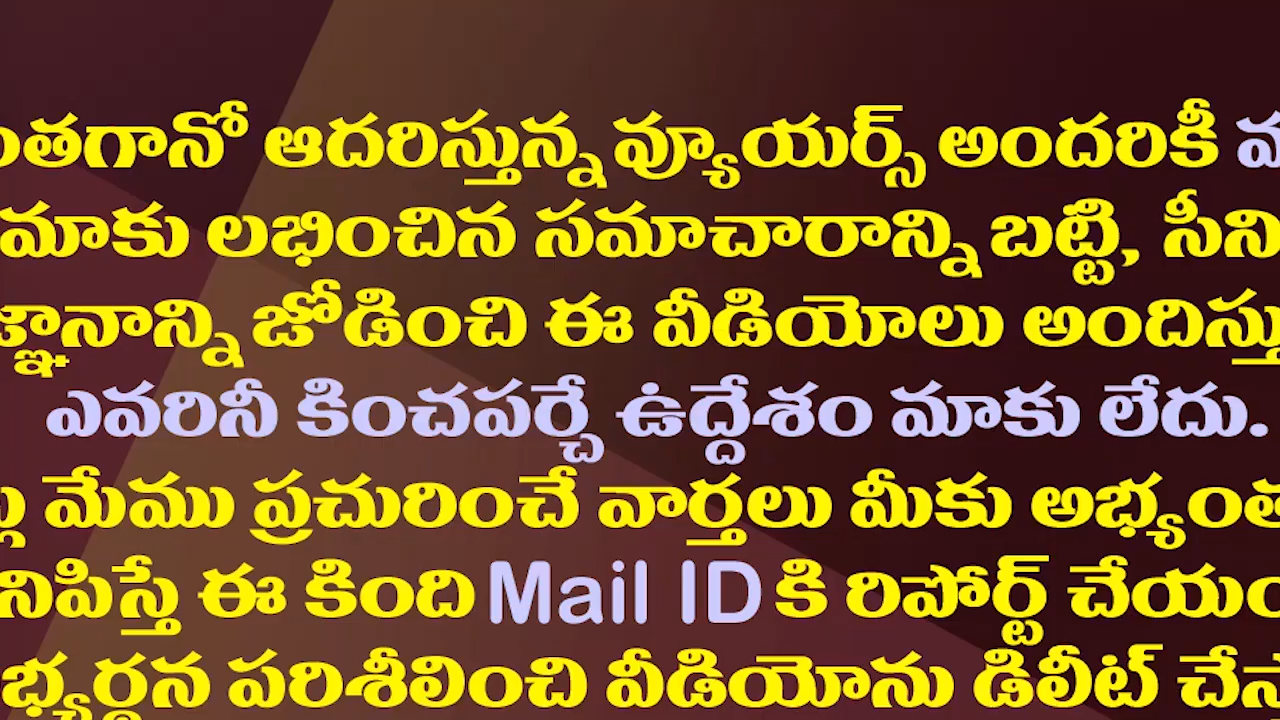 ంతగానో ఆదరిస్తున్న వ్యూయర్స్ అందరికీ
మాకు లభించిన సమాచారాన్ని బట్టి, సీని
జ్ఞానాన్ని జోడించి ఈ వీడియోలు అందిస్తు
ఎవరినీ కించపర్చే ఉద్దేశం మాకు లేదు.
మేము ప్రచురించే వార్తలు మీకు అభ్యంత
నిపిస్తే ఈ కింది Mail ID కి రిపోర్ట్ చేయం
భ్యర్థన పరిశీలించి వీడియోను డిలీట్ చేస